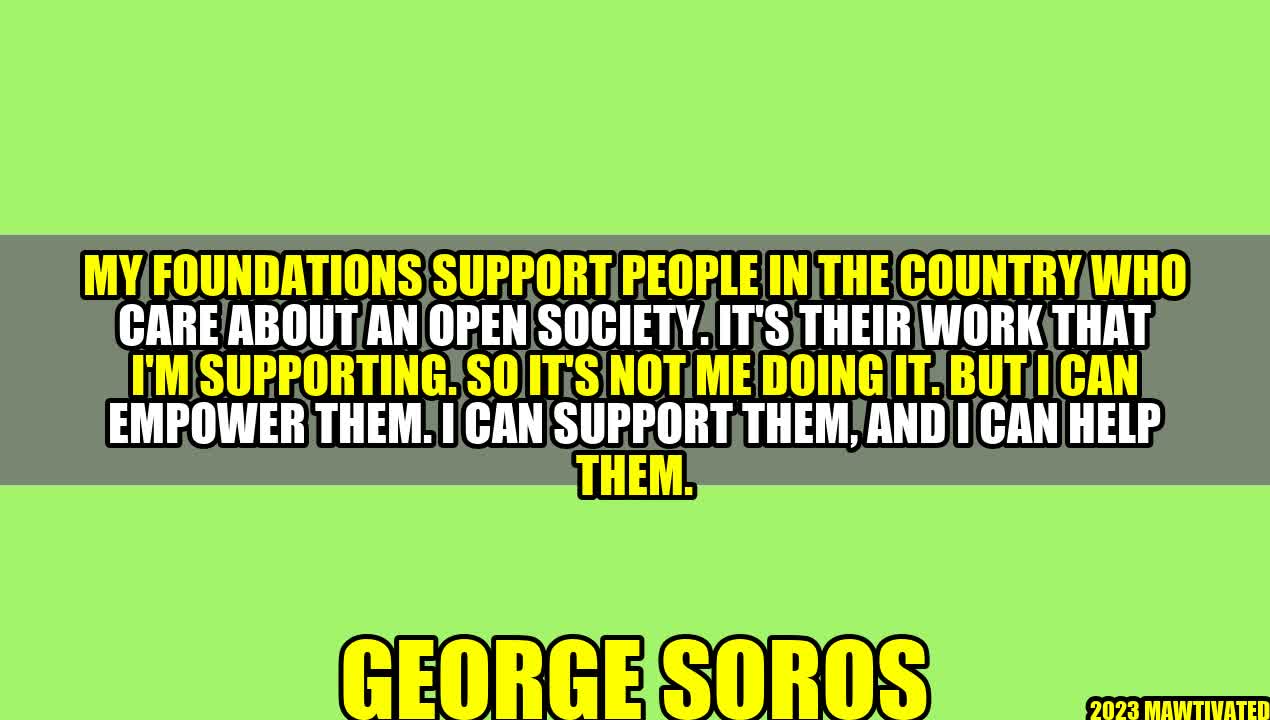 MY FOUNDATIONS SUPPORT PEOPLE IN THE COUNTRY WHO
CARE ABOUT AN OPEN SOCIETY. IT'S THEIR WORK THAT
I'M SUPPORTING. SO IT'S NOT ME DOING IT. BUT I CAN
EMPOWER THEM. I CAN SUPPORT THEM, AND I CAN HELP
THEM.
GEORGE SOROS
2023 MAWTIVATED